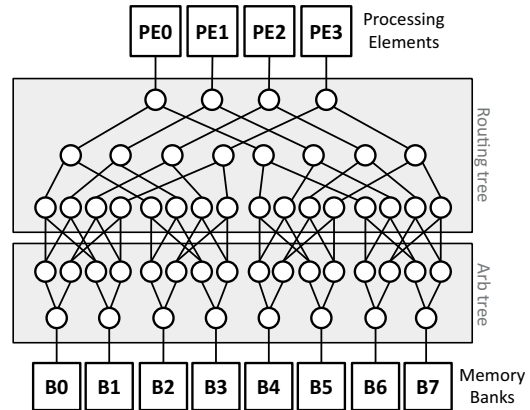 PE0 PE1 PE2 PE3 Processing
Elements
Routing tree
Arb tree
B0 B1 B2 B3 B4 B5 B6 B7 Memory
Banks